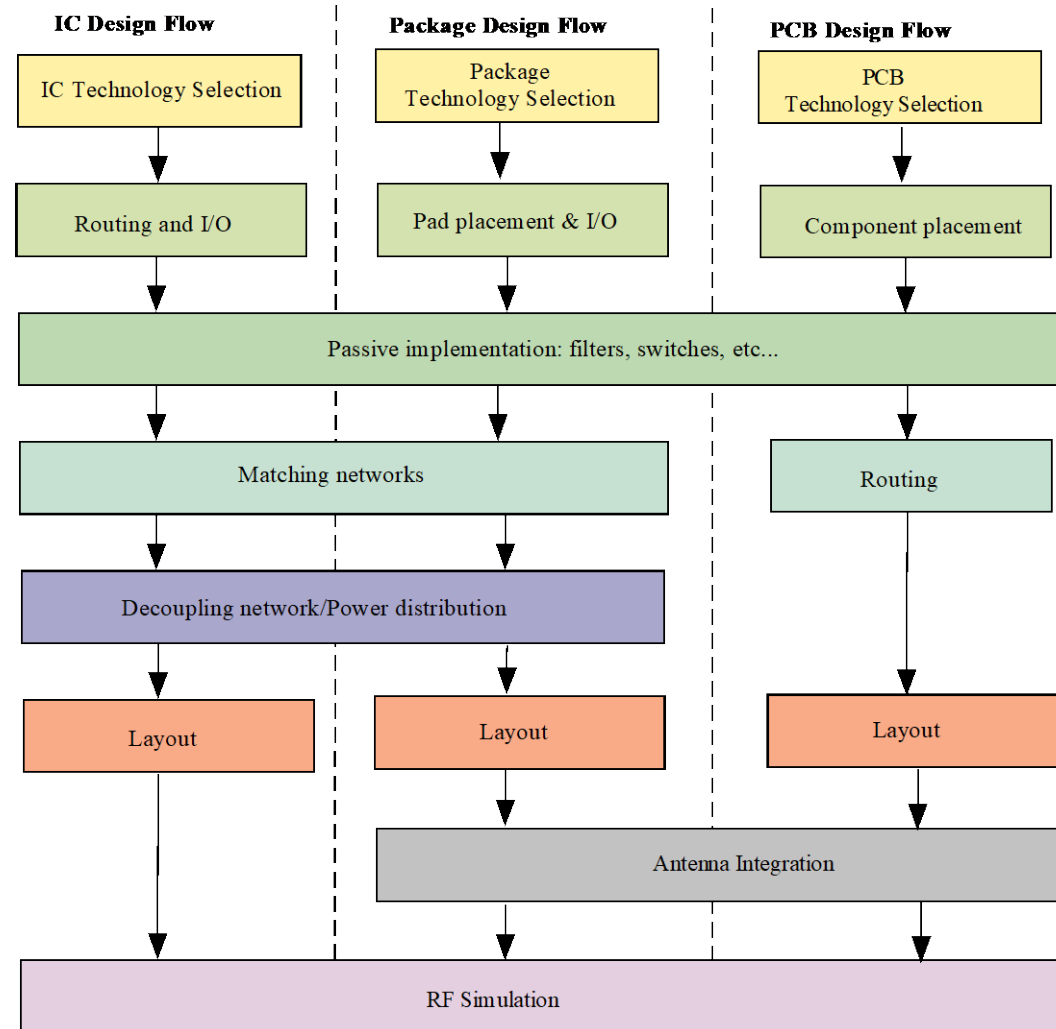 IC Design Flow
Package Design Flow
PCB Design Flow
IC Technology Selection
Package
Technology Selection
PCB
Technology Selection
Routing and I/O
Pad placement & I/O
Component placement
Passive implementation: filters, switches, etc...
Matching networks
Routing
Decoupling network/Power distribution
Layout
Layout
Layout
Antenna Integration
RF Simulation